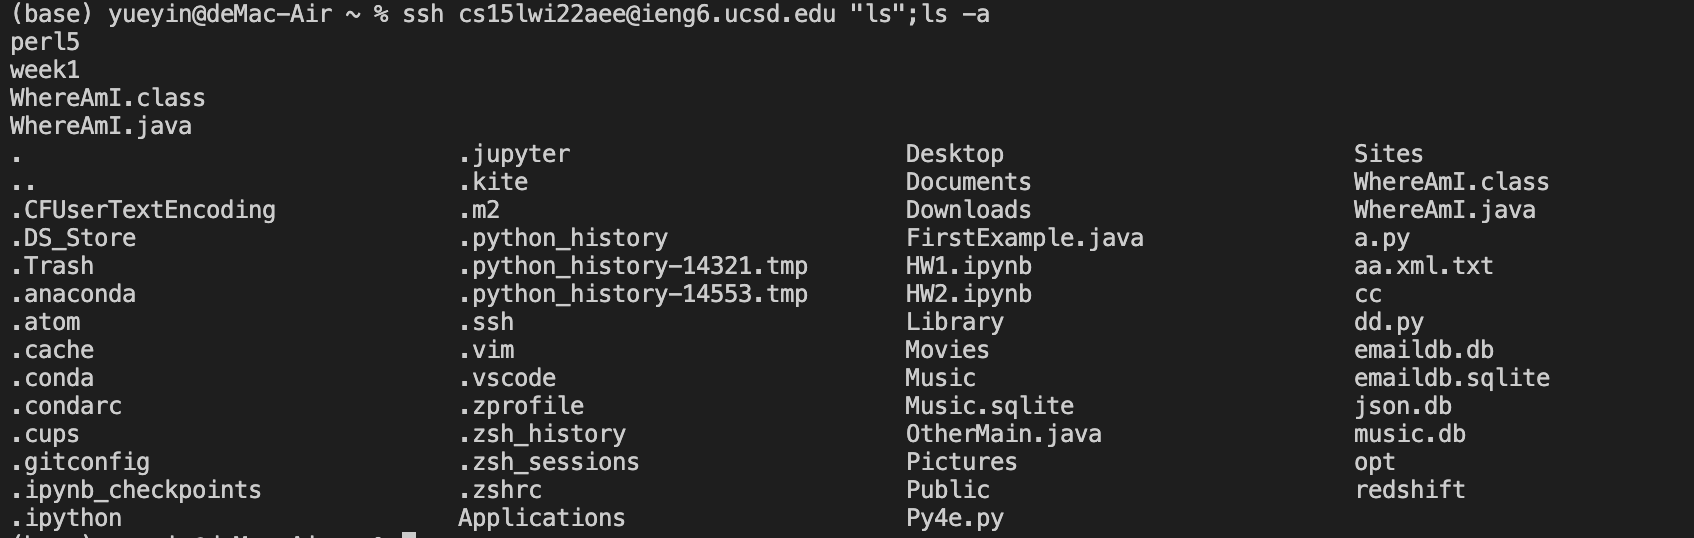 (base) yueyin@deMac-Air ~ % ssh cs15lwi22aee@ieng6.ucsd.edu "ls";ls -a
perl5
week1
WhereAmI.class
WhereAmI.java
. .jupyter Desktop Sites
.. .kite Documents WhereAmI.class
.CFUserTextEncoding .m2 Downloads WhereAmI.java
.DS_Store .python_history FirstExample.java a.py
.Trash .python_history-14321.tmp HW1.ipynb aa.xml.txt
.anaconda .python_history-14553.tmp HW2.ipynb cc
.atom .ssh Library dd.py
.cache .vim Movies emaildb.db
.conda .vscode Music emaildb.sqlite
.condarc .zprofile Music.sqlite json.db
.cups .zsh_history OtherMain.java music.db
.gitconfig .zsh_sessions Pictures opt
.ipynb_checkpoints .zshrc Public redshift
.ipython Applications Py4e.py
(base) yueyin@deMac-Air ~ %